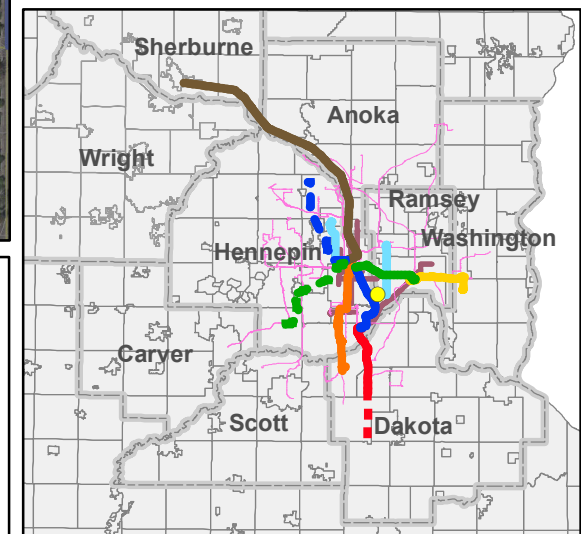 Sherburne
Anoka
Wright
Ramsey
Washington
Hennepin
Carver
Scott
Dakota